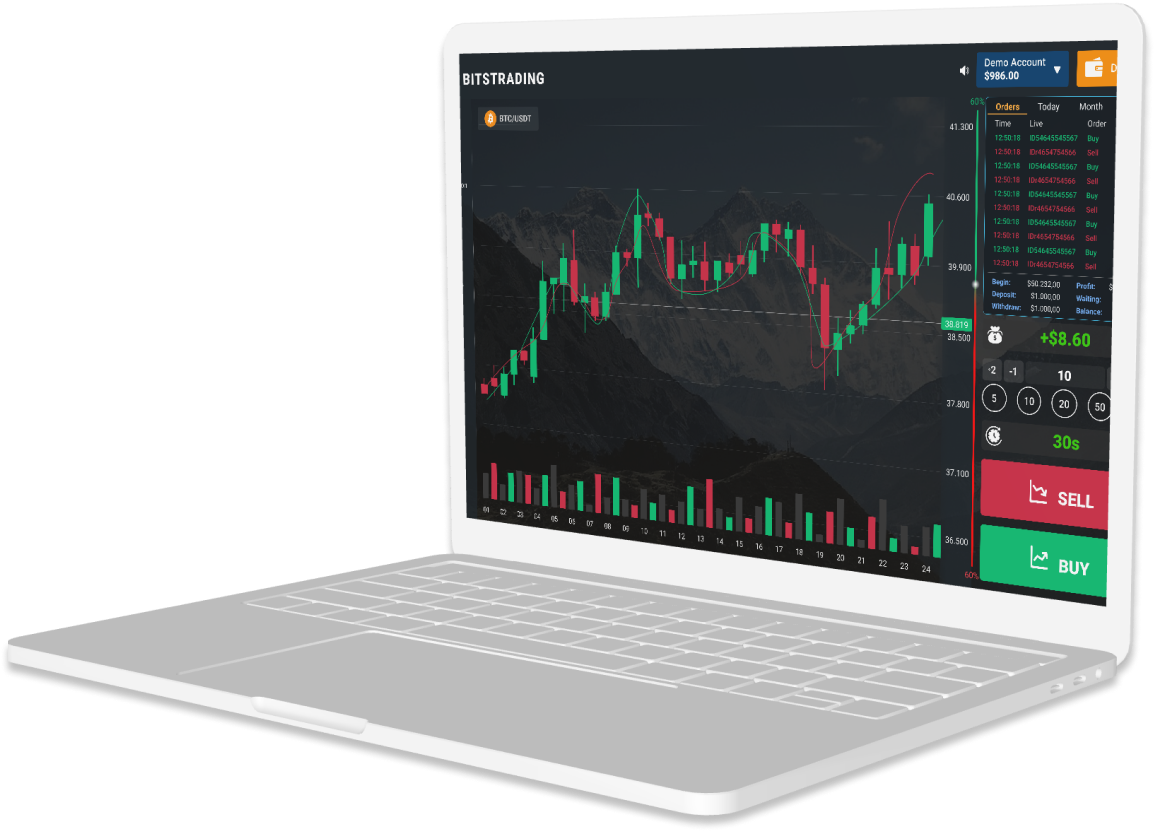 BITSTRADING
Demo Account
$986.00
D
BTC/USDT
60%
41.300
40.600
39.900
38.819
38.500
37.800
37.100
36.500
60%
01
01 02 03 04 05 06 07 08 09 10 11 12 13 14 15 16 17 18 19 20 21 22 23 24
Orders Today Month
Time Live Order
12:50:18 ID54645545567 Buy
12:50:18 IDr4654754566 Sell
12:50:18 ID54645545567 Buy
12:50:18 IDr4654754566 Sell
12:50:18 ID54645545567 Buy
12:50:18 IDr4654754566 Sell
12:50:18 ID54645545567 Buy
12:50:18 IDr4654754566 Sell
12:50:18 ID54645545567 Buy
12:50:18 IDr4654754566 Sell
Begin: $50.232,00 Profit: $
Deposit: $1.000,00 Waiting:
Withdraw: $1.000,00 Balance:
+$8.60
-1 10
5 10 20 50
30s
SELL
BUY